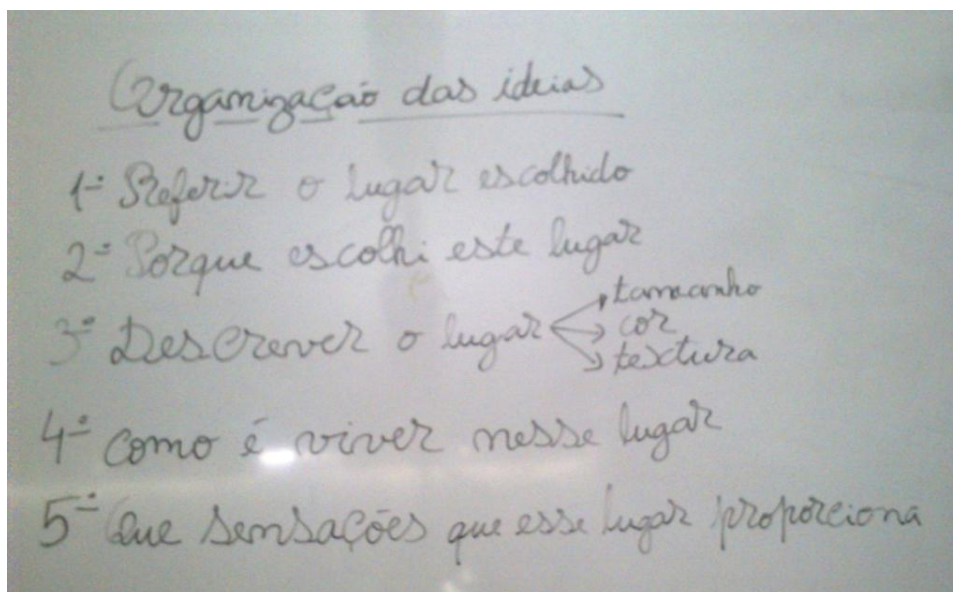 Organização das ideias
1º Referir o lugar escolhido
2º Porque escolhi este lugar
3º Descrever o lugar
tamanho
cor
textura
4º como é viver nesse lugar
5º Que sensações que esse lugar proporciona